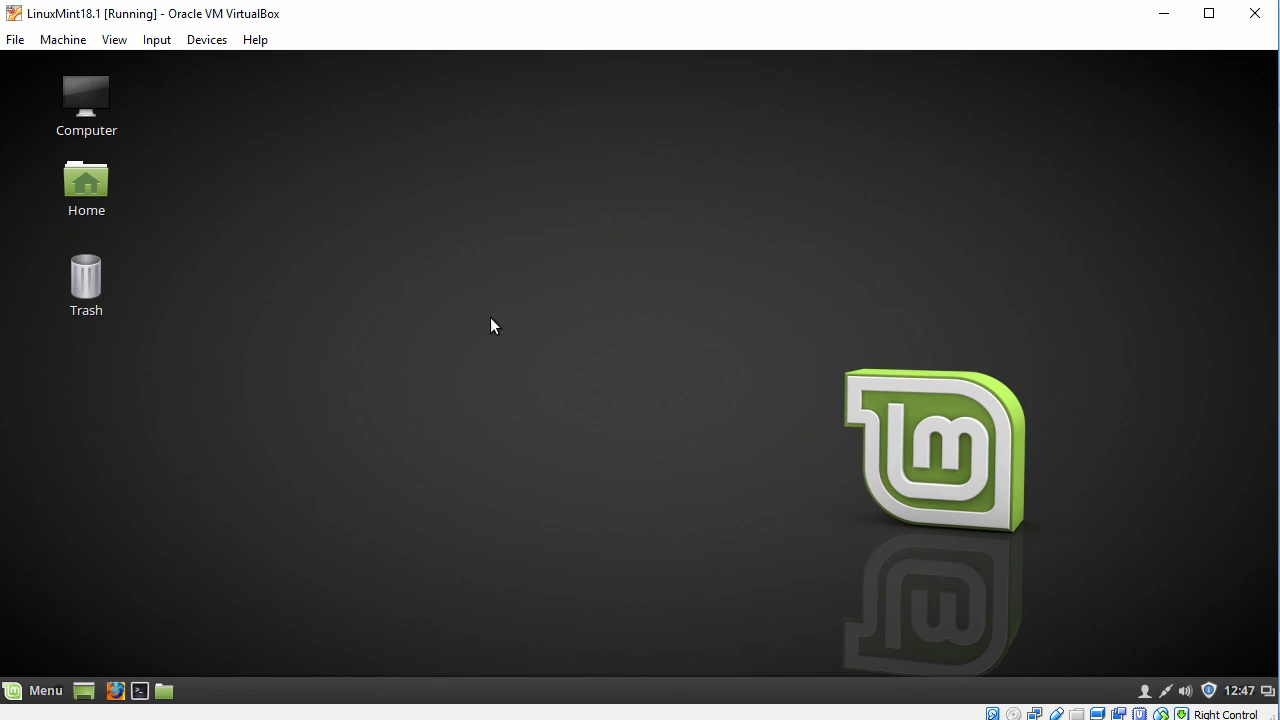 LinuxMint18.1 [Running] - Oracle VM VirtualBox
File Machine View Input Devices Help
Computer
Home
Trash
Menu
12:47
Right Control